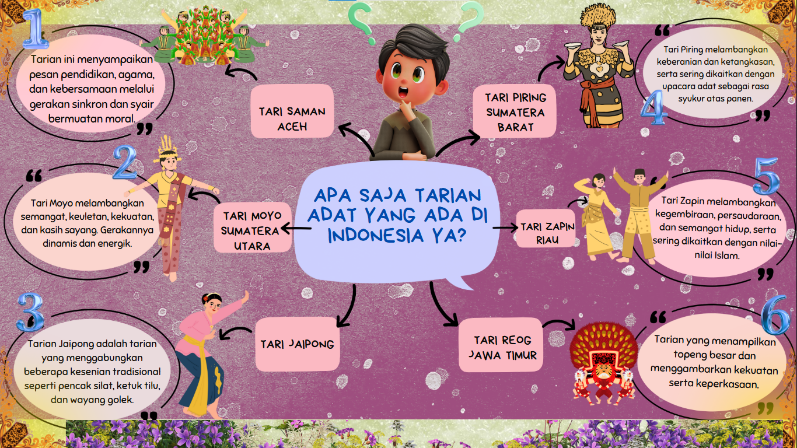 APA SAJA TARIAN
ADAT YANG ADA DI
INDONESIA YA?
1
Tarian ini menyampaikan
pesan pendidikan, agama,
dan kebersamaan melalui
gerakan sinkron dan syair
bermuatan moral.
TARI SAMAN
ACEH
2
Tari Moyo melambangkan
semangat, keuletan, kekuatan,
dan kasih sayang. Gerakannya
dinamis dan energik.
TARI MOYO
SUMATERA
UTARA
3
Tarian Jaipong adalah tarian
yang menggabungkan
beberapa kesenian tradisional
seperti pencak silat, ketuk tilu,
dan wayang golek.
TARI JAIPONG
TARI PIRING
SUMATERA
BARAT
Tari Piring melambangkan
keberanian dan ketangkasan,
serta sering dikaitkan dengan
upacara adat sebagai rasa
syukur atas panen.
4
TARI ZAPIN
RIAU
5
Tari Zapin melambangkan
kegembiraan, persaudaraan,
dan semangat hidup, serta
sering dikaitkan dengan nilai-
nilai Islam.
TARI REOG
JAWA TIMUR
6
Tarian yang menampilkan
topeng besar dan
menggambarkan kekuatan
serta keperkasaan.